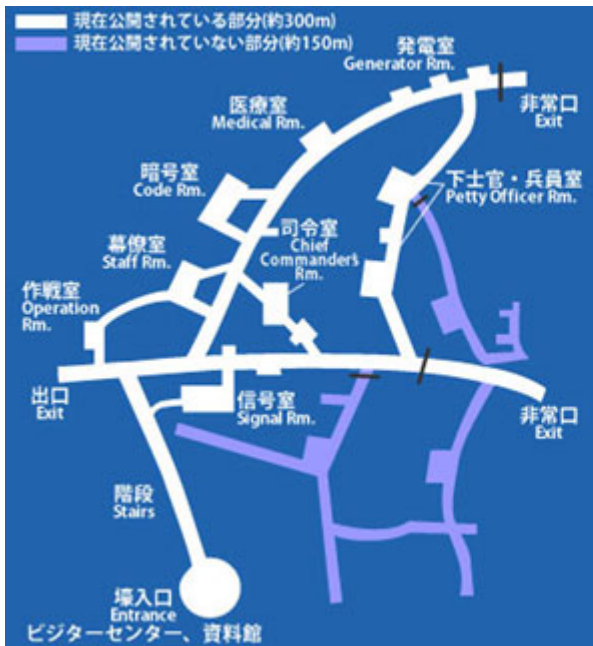 現在公開されている部分(約300m)
現在公開されていない部分(約150m)
発電室
Generator Rm.
非常口
Exit
医療室
Medical Rm.
暗号室
Code Rm.
下士官・兵員室
Petty Officer Rm.
司令室
Chief
Commander's
Rm.
幕僚室
Staff Rm.
作戦室
Operation
Rm.
出口
Exit
信号室
Signal Rm.
非常口
Exit
階段
Stairs
壕入口
Entrance
ビジターセンター、資料館